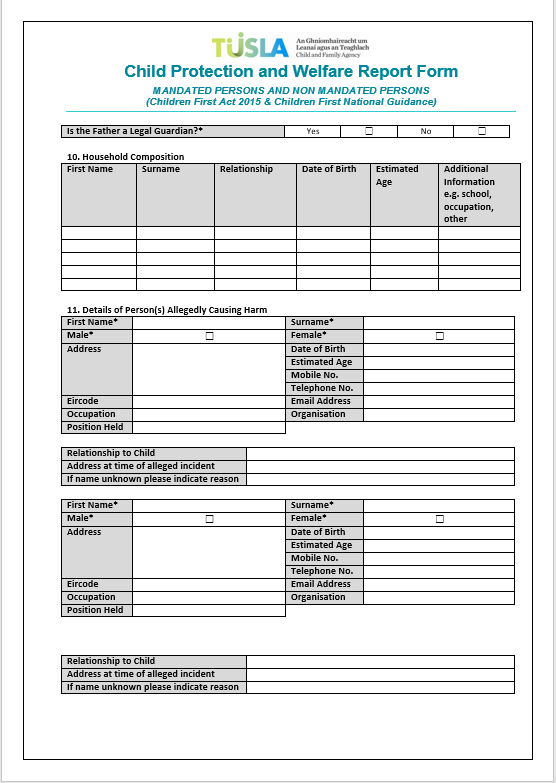 TUSLA An Ghníomhaireacht um
Leanaí agus an Teaghlach
Child and Family Agency
Child Protection and Welfare Report Form
MANDATED PERSONS AND NON MANDATED PERSONS
(Children First Act 2015 & Children First National Guidance)
Is the Father a Legal Guardian?* Yes ☐ No ☐
10. Household Composition
First Name Surname Relationship Date of Birth Estimated Age Additional Information e.g. school, occupation, other
11. Details of Person(s) Allegedly Causing Harm
First Name* Surname*
Male* ☐ Female* ☐
Address Date of Birth
Estimated Age
Mobile No.
Telephone No.
Eircode Email Address
Occupation Organisation
Position Held
Relationship to Child
Address at time of alleged incident
If name unknown please indicate reason
First Name* Surname*
Male* ☐ Female* ☐
Address Date of Birth
Estimated Age
Mobile No.
Telephone No.
Eircode Email Address
Occupation Organisation
Position Held
Relationship to Child
Address at time of alleged incident
If name unknown please indicate reason